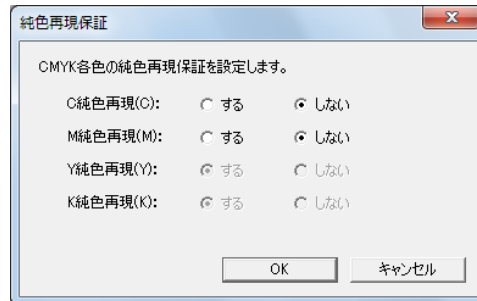 純色再現保証
CMYK各色の純色再現保証を設定します。
C純色再現(C): する しない
M純色再現(M): する しない
Y純色再現(Y): する しない
K純色再現(K): する しない
OK キャンセル